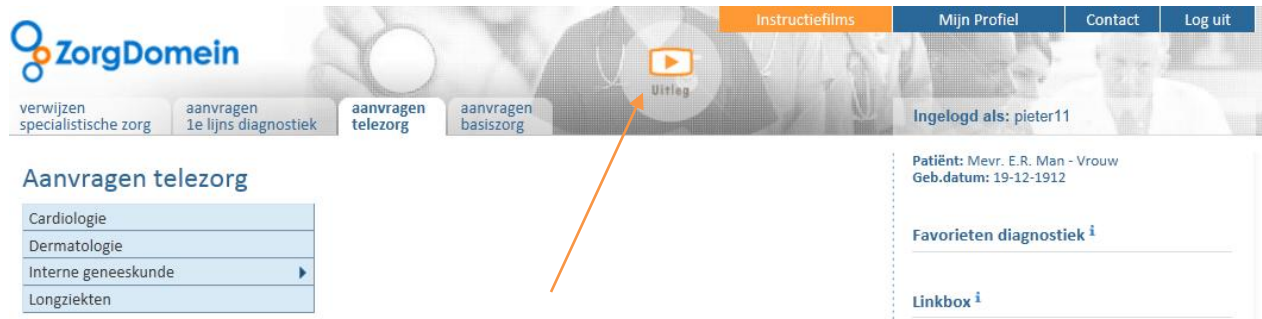 Instructiefilms Mijn Profiel Contact Log uit
ZorgDomein
Uitleg
verwijzen
specialistische zorg
aanvragen
1e lijns diagnostiek
aanvragen
telezorg
aanvragen
basiszorg
Ingelogd als: pieter11
Aanvragen telezorg
Cardiologie
Dermatologie
Interne geneeskunde
Longziekten
Patiënt: Mevr. E.R. Man - Vrouw
Geb.datum: 19-12-1912
Favorieten diagnostiek i
Linkbox i